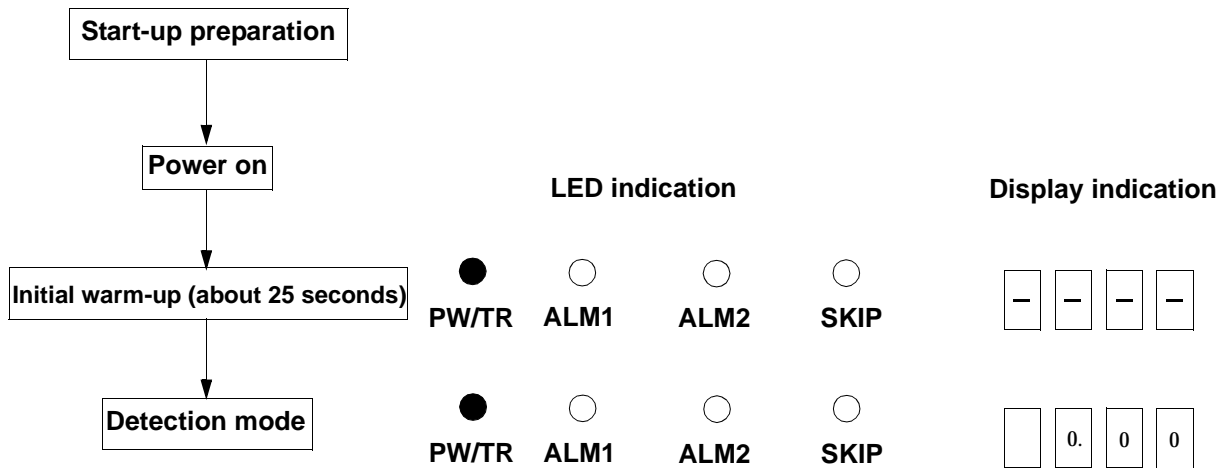 Start-up preparation
Power on
LED indication
Display indication
Initial warm-up (about 25 seconds)
PW/TR ALM1 ALM2 SKIP
– – – –
Detection mode
PW/TR ALM1 ALM2 SKIP
0. 0 0